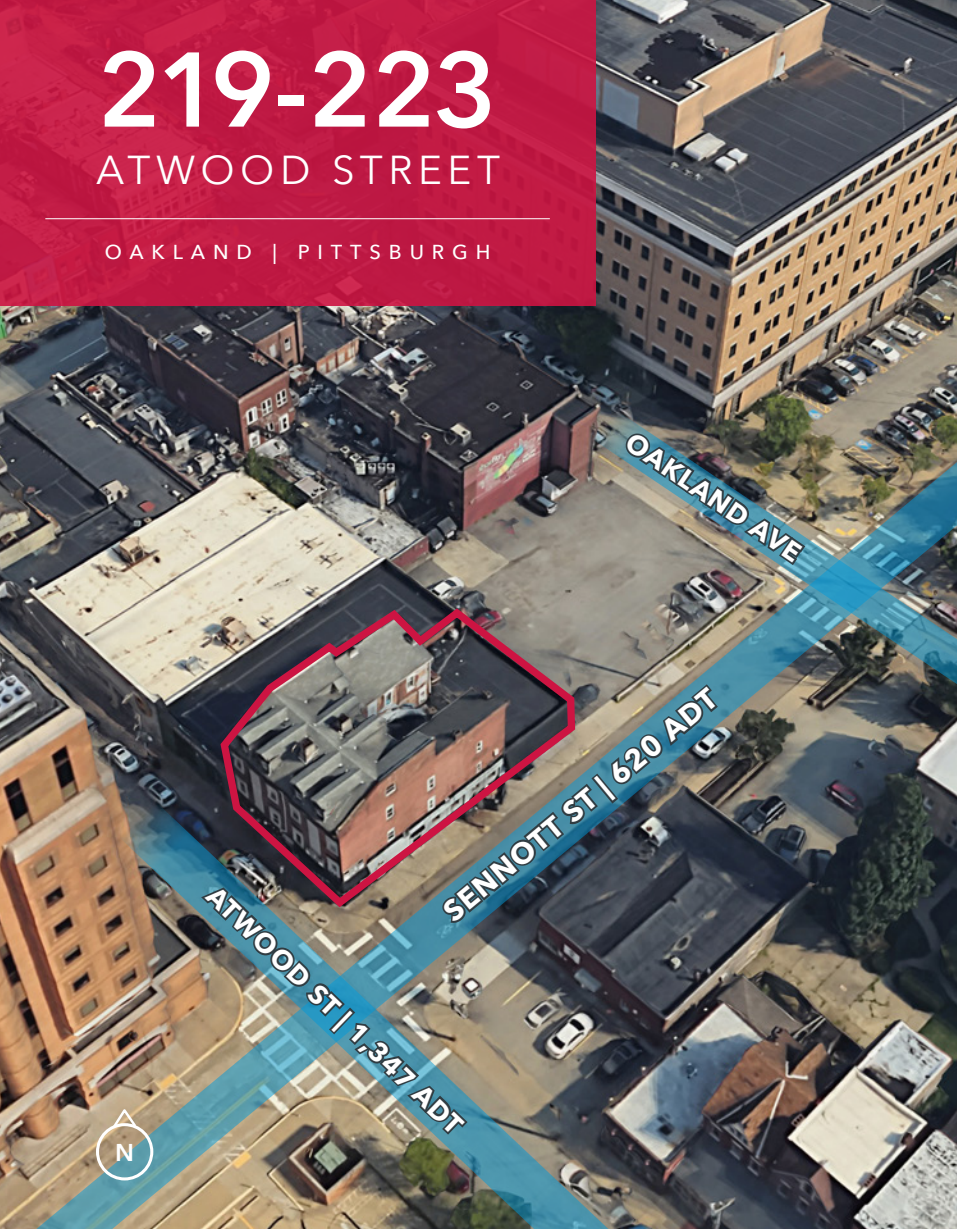 219-223
ATWOOD STREET
OAKLAND | PITTSBURGH
OAKLAND AVE
SENNOTT ST | 620 ADT
ATWOOD ST | 1,347 ADT
N